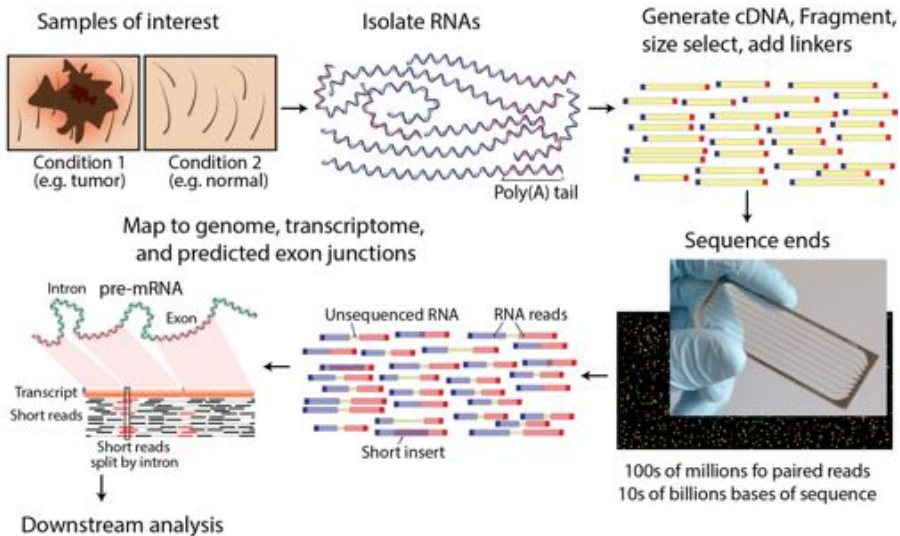 Samples of interest
Isolate RNAs
Generate cDNA, Fragment,
size select, add linkers
Condition 1
(e.g. tumor)
Condition 2
(e.g. normal)
Poly(A) tail
Sequence ends
100s of millions fo paired reads
10s of billions bases of sequence
Unsequenced RNA
RNA reads
Short insert
Map to genome, transcriptome,
and predicted exon junctions
Intron
pre-mRNA
Exon
Transcript
Short reads
Short reads
split by intron
Downstream analysis